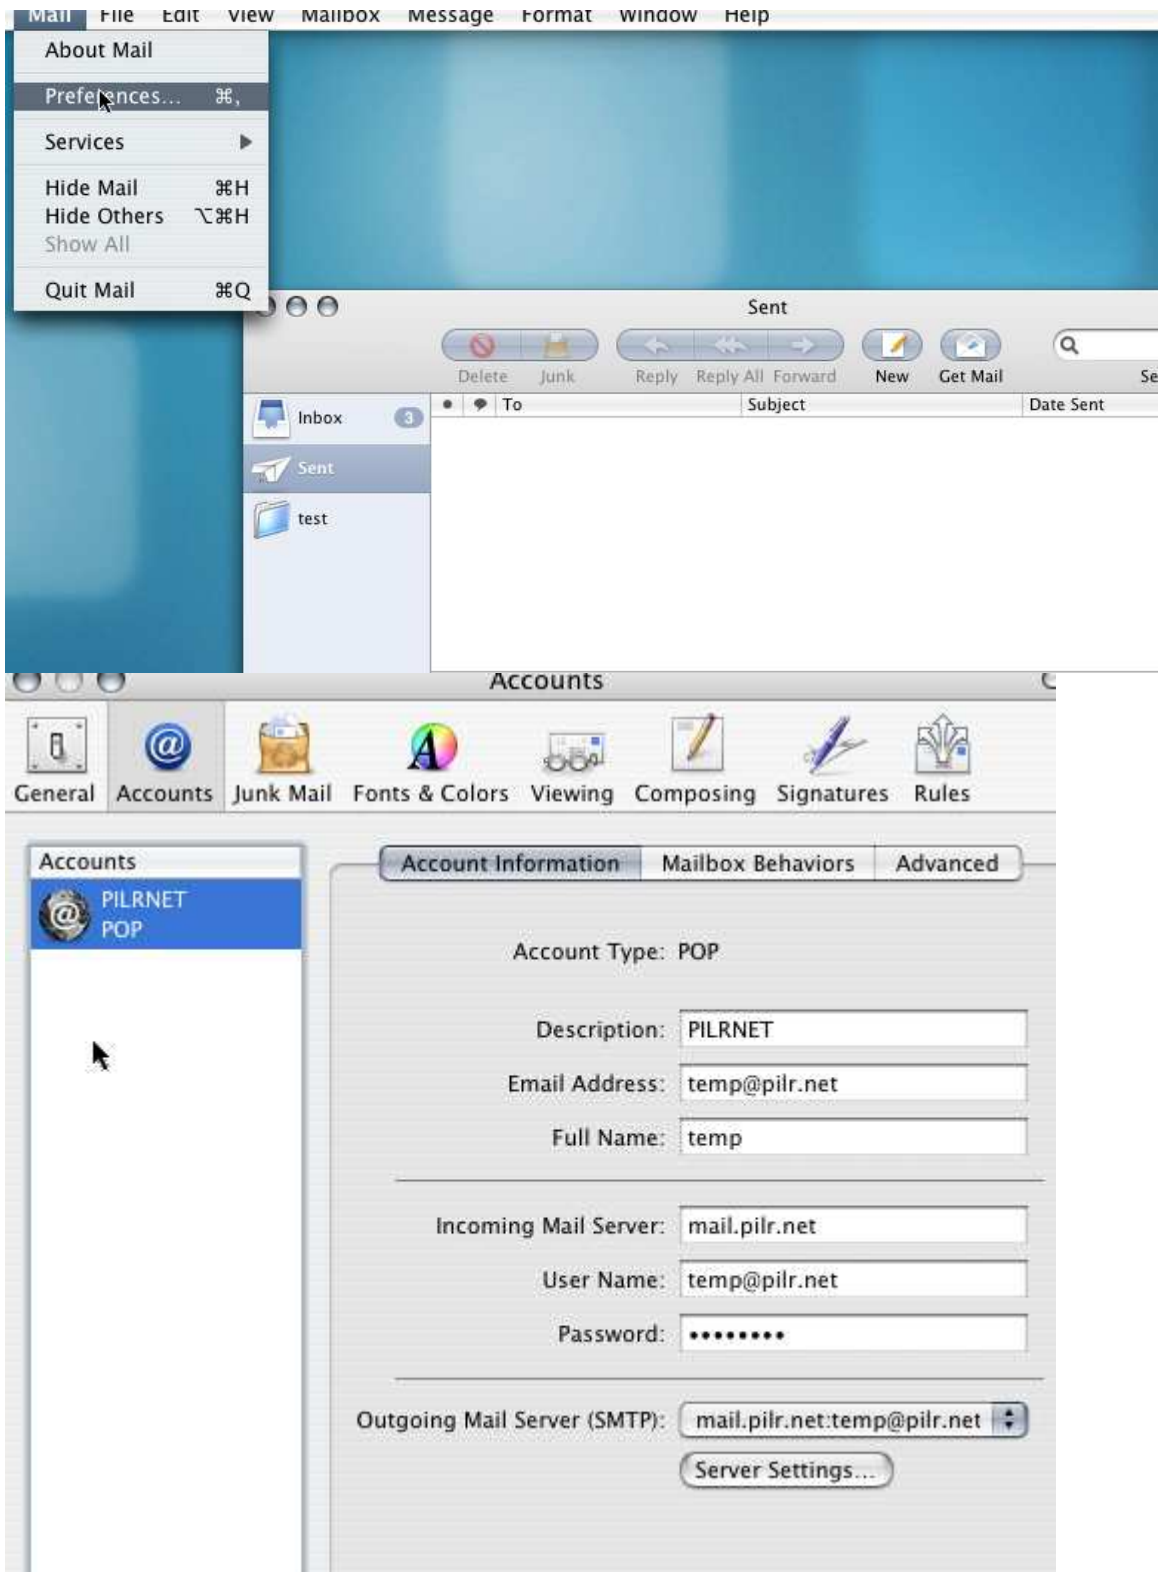 Mail File Edit View Mailbox Message Format Window Help
About Mail
Preferences... ⌘,
Services
Hide Mail ⌘H
Hide Others ⌥⌘H
Show All
Quit Mail ⌘Q
Sent
Delete Junk Reply Reply All Forward New Get Mail Se
To Subject Date Sent
Inbox 3
Sent
test
Accounts
General Accounts Junk Mail Fonts & Colors Viewing Composing Signatures Rules
Accounts
Account Information Mailbox Behaviors Advanced
PILRNET
POP
Account Type: POP
Description: PILRNET
Email Address: temp@pilr.net
Full Name: temp
Incoming Mail Server: mail.pilr.net
User Name: temp@pilr.net
Password: ••••••••
Outgoing Mail Server (SMTP): mail.pilr.net:temp@pilr.net
Server Settings...